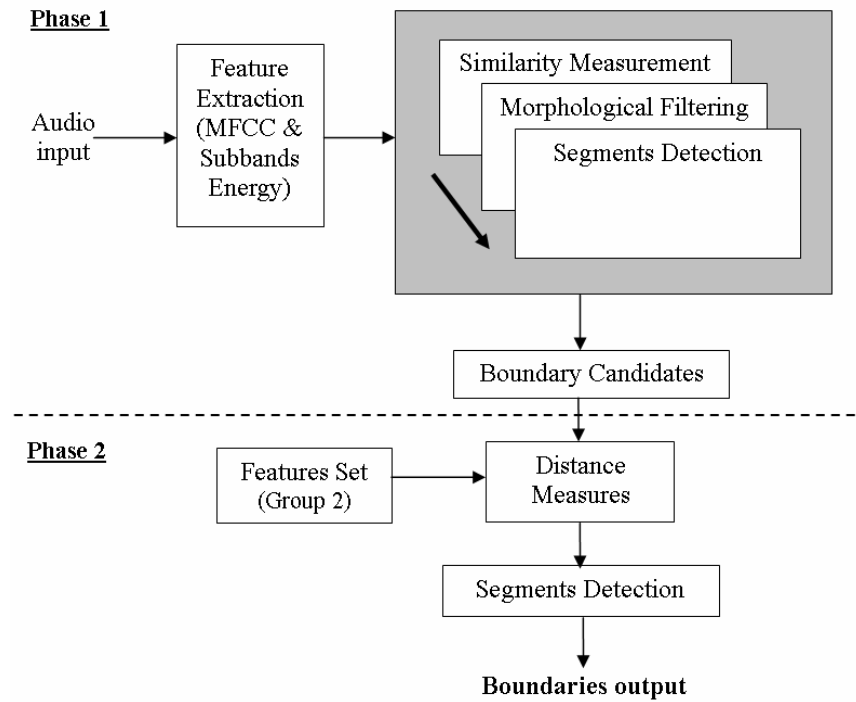 Phase 1
Audio
input
Feature
Extraction
(MFCC &
Subbands
Energy)
Similarity Measurement
Morphological Filtering
Segments Detection
Boundary Candidates
Phase 2
Features Set
(Group 2)
Distance
Measures
Segments Detection
Boundaries output